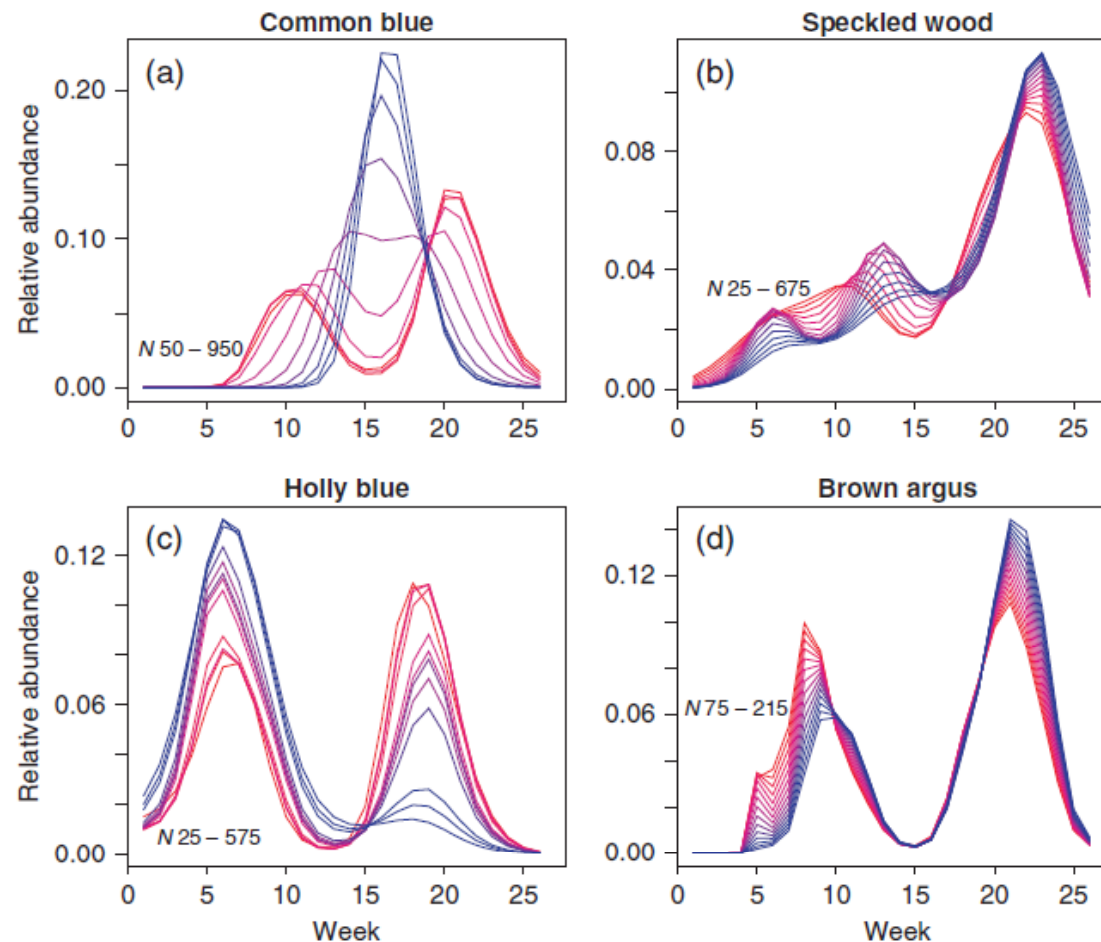 Common blue
(a)
Relative abundance
0.20
0.10
0.00
N 50 – 950
0 5 10 15 20 25
Speckled wood
(b)
0.08
0.04
0.00
N 25 – 675
0 5 10 15 20 25
Holly blue
(c)
Relative abundance
0.12
0.06
0.00
N 25 – 575
0 5 10 15 20 25
Week
Brown argus
(d)
0.12
0.06
0.00
N 75 – 215
0 5 10 15 20 25
Week